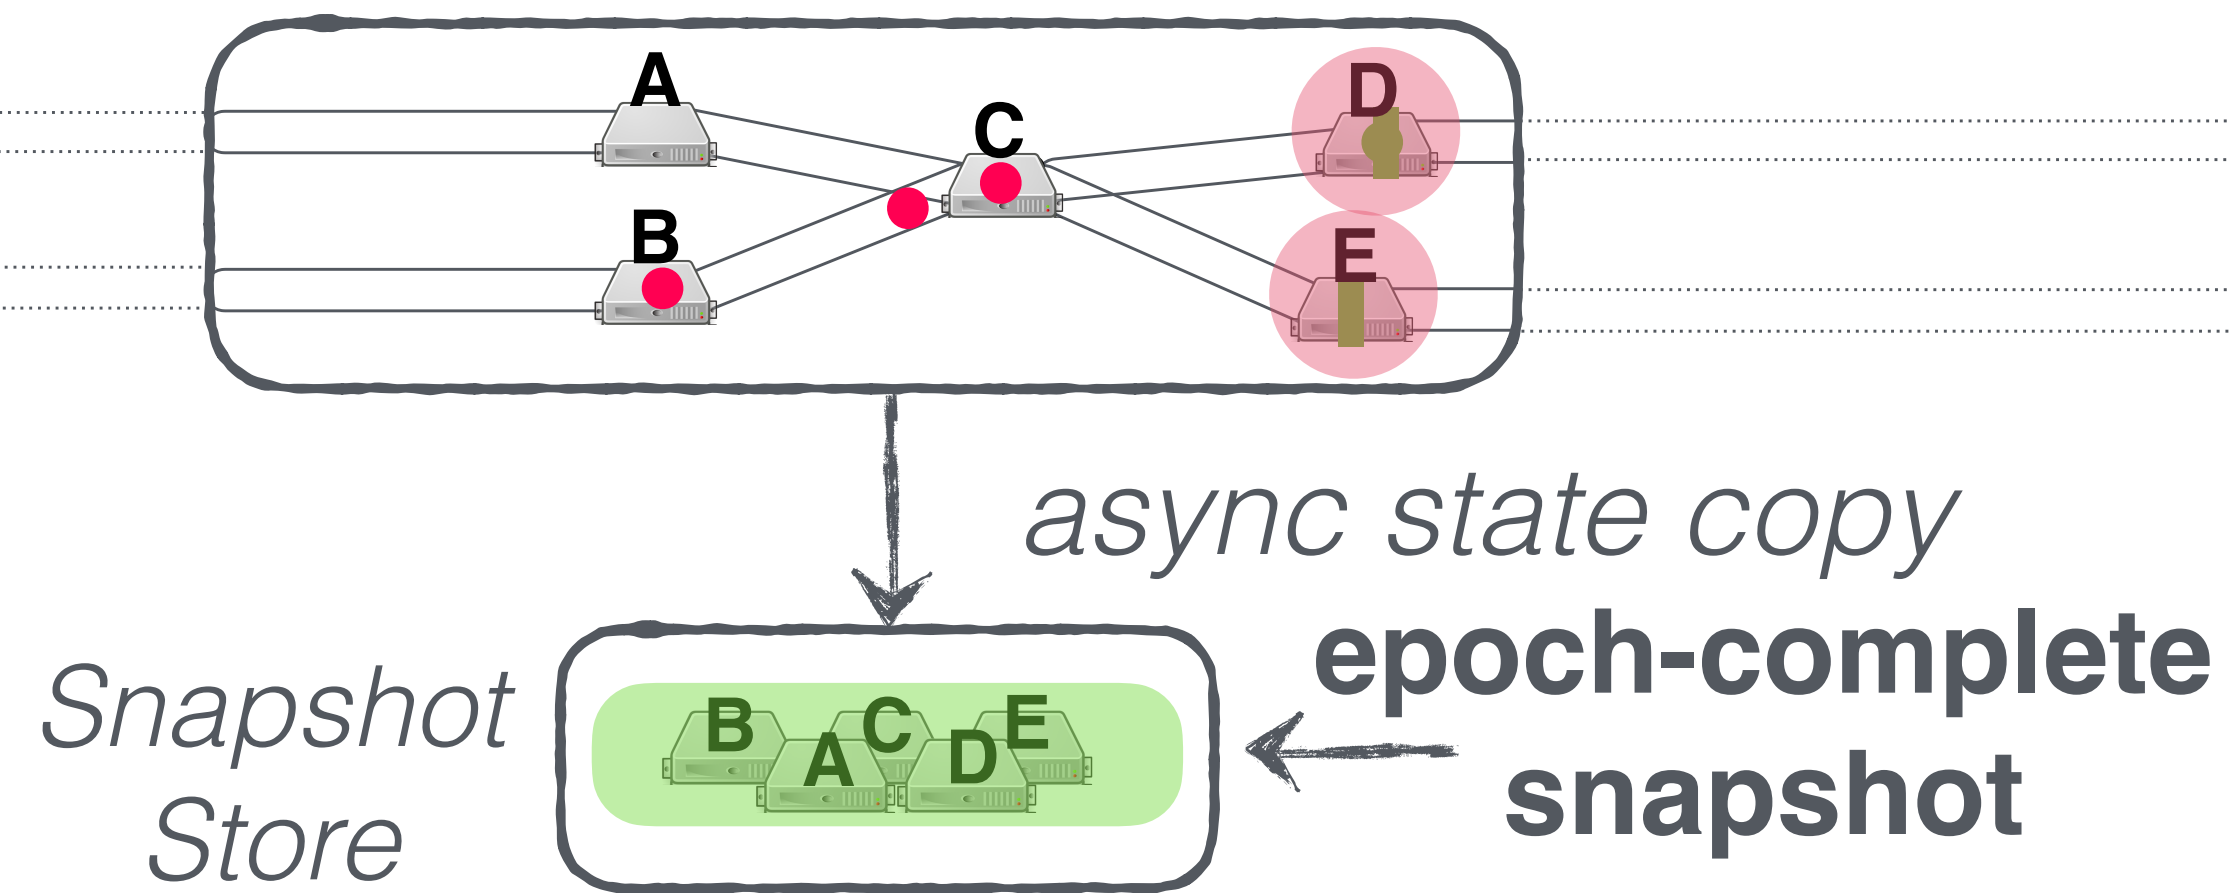 A
D
C
B
E
async state copy
epoch-complete
snapshot
Snapshot
Store
B
C
E
A
D